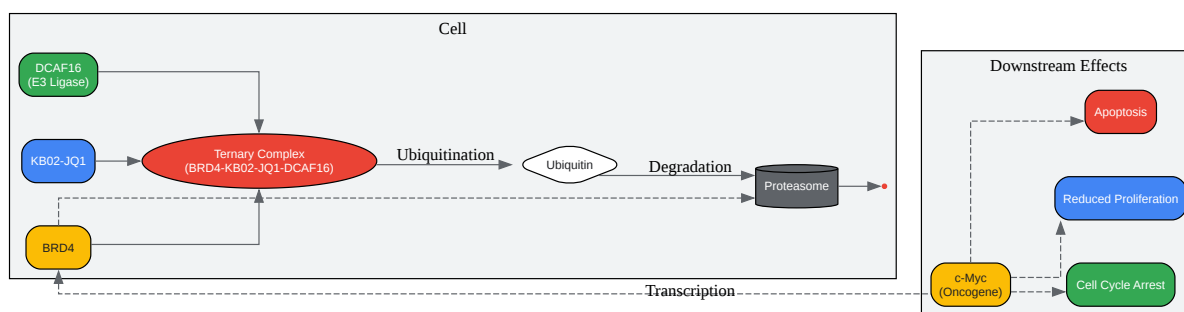 Cell
DCAF16
(E3 Ligase)
KB02-JQ1
Ternary Complex
(BRD4-KB02-JQ1-DCAF16)
Ubiquitination
Ubiquitin
Degradation
Proteasome
BRD4
Transcription
Downstream Effects
Apoptosis
Reduced Proliferation
c-Myc
(Oncogene)
Cell Cycle Arrest